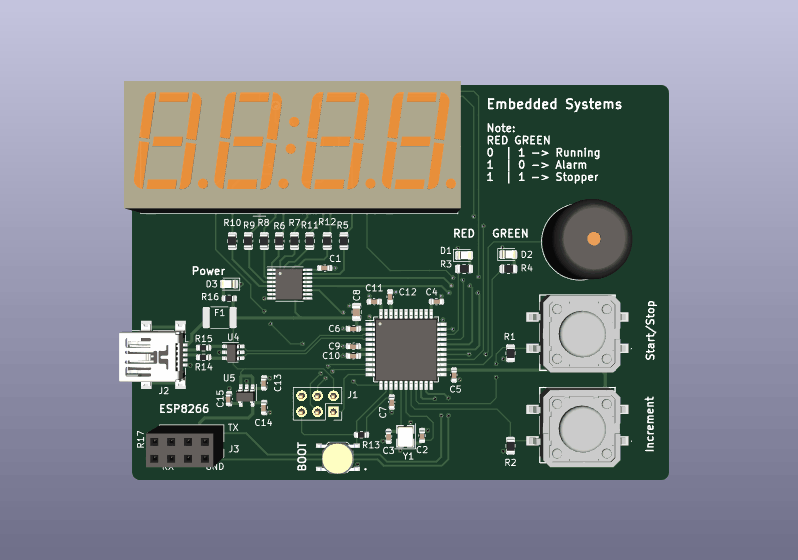 Embedded Systems
Note:
RED GREEN
0 | 1 -> Running
1 | 0 -> Alarm
1 | 1 -> Stopper
R10 R9 R8 R6 R7 R11 R12 R5
RED GREEN
D1 D2
R3 R4
C1
Power
D3
R16
F1
C11 C12 C4
C8
C6
R15
R14
U4
C9
C10
R1
Start/Stop
J2
U5
C13
C5
C15
J1
C14
C7
ESP8266
TX
R17
J3
RX GND
BOOT
R13
C3 C2
Y1
R2
Increment